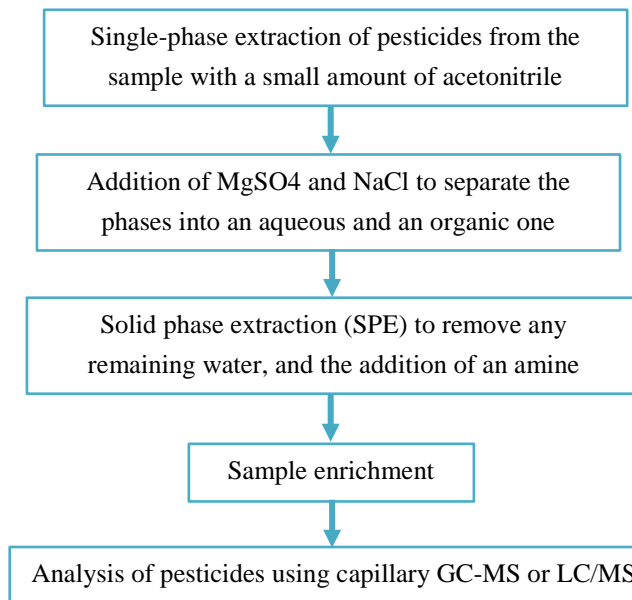 Single-phase extraction of pesticides from the
sample with a small amount of acetonitrile
Addition of MgSO4 and NaCl to separate the
phases into an aqueous and an organic one
Solid phase extraction (SPE) to remove any
remaining water, and the addition of an amine
Sample enrichment
Analysis of pesticides using capillary GC-MS or LC/MS